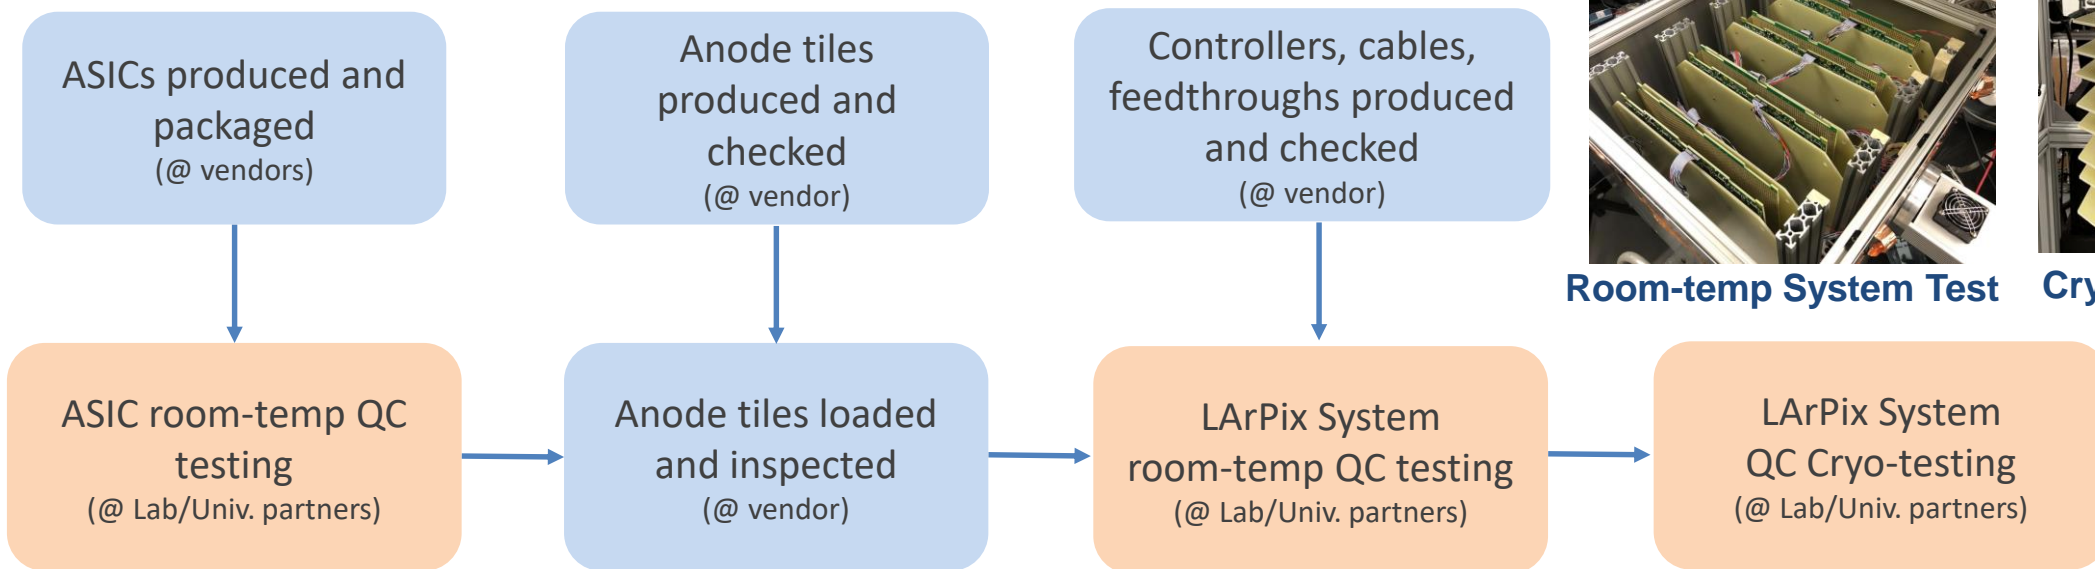 ASICs produced and
packaged
(@ vendors)
Anode tiles
produced and
checked
(@ vendor)
Controllers, cables,
feedthroughs produced
and checked
(@ vendor)
Room-temp System Test
Cry
ASIC room-temp QC
testing
(@ Lab/Univ. partners)
Anode tiles loaded
and inspected
(@ vendor)
LArPix System
room-temp QC testing
(@ Lab/Univ. partners)
LArPix System
QC Cryo-testing
(@ Lab/Univ. partners)